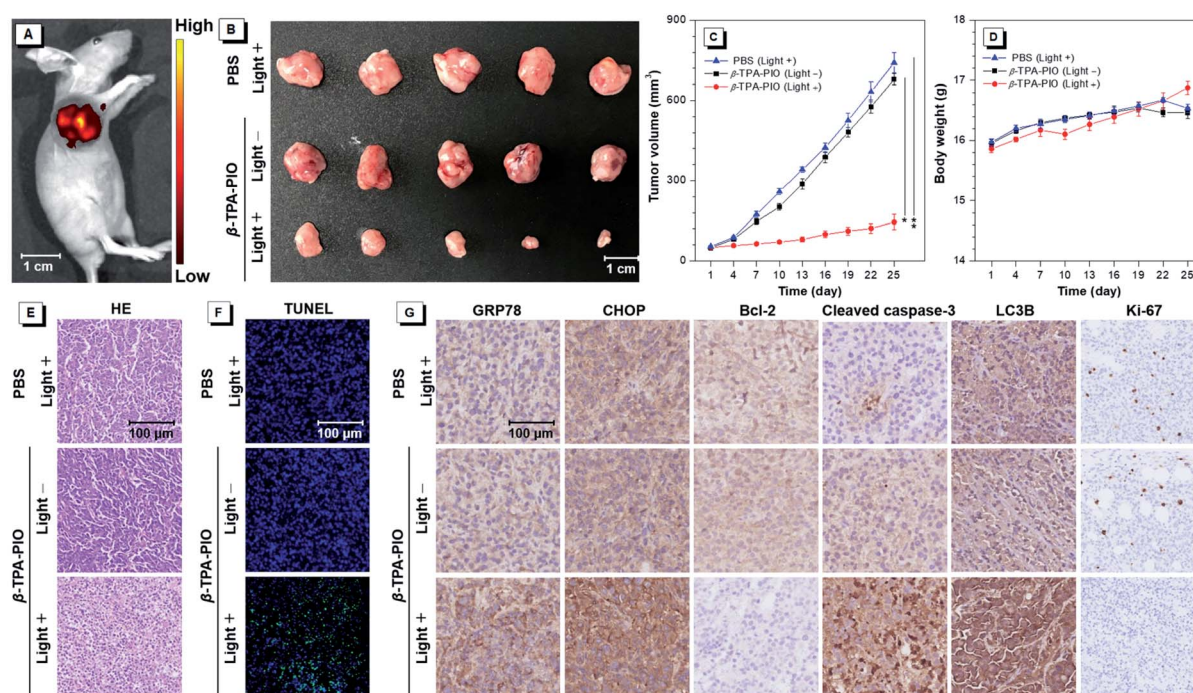 A
High
Low
1 cm
B
PBS
Light +
β-TPA-PIO
Light −
Light +
1 cm
C
Tumor volume (mm³)
900
600
300
0
PBS (Light +)
β-TPA-PIO (Light −)
β-TPA-PIO (Light +)
*
**
1 4 7 10 13 16 19 22 25
Time (day)
D
Body weight (g)
18
17
16
15
14
PBS (Light +)
β-TPA-PIO (Light −)
β-TPA-PIO (Light +)
1 4 7 10 13 16 19 22 25
Time (day)
E
HE
PBS
Light +
β-TPA-PIO
Light −
Light +
100 μm
F
TUNEL
PBS
Light +
β-TPA-PIO
Light −
Light +
100 μm
G
GRP78 CHOP Bcl-2 Cleaved caspase-3 LC3B Ki-67
PBS
Light +
β-TPA-PIO
Light −
Light +
100 μm